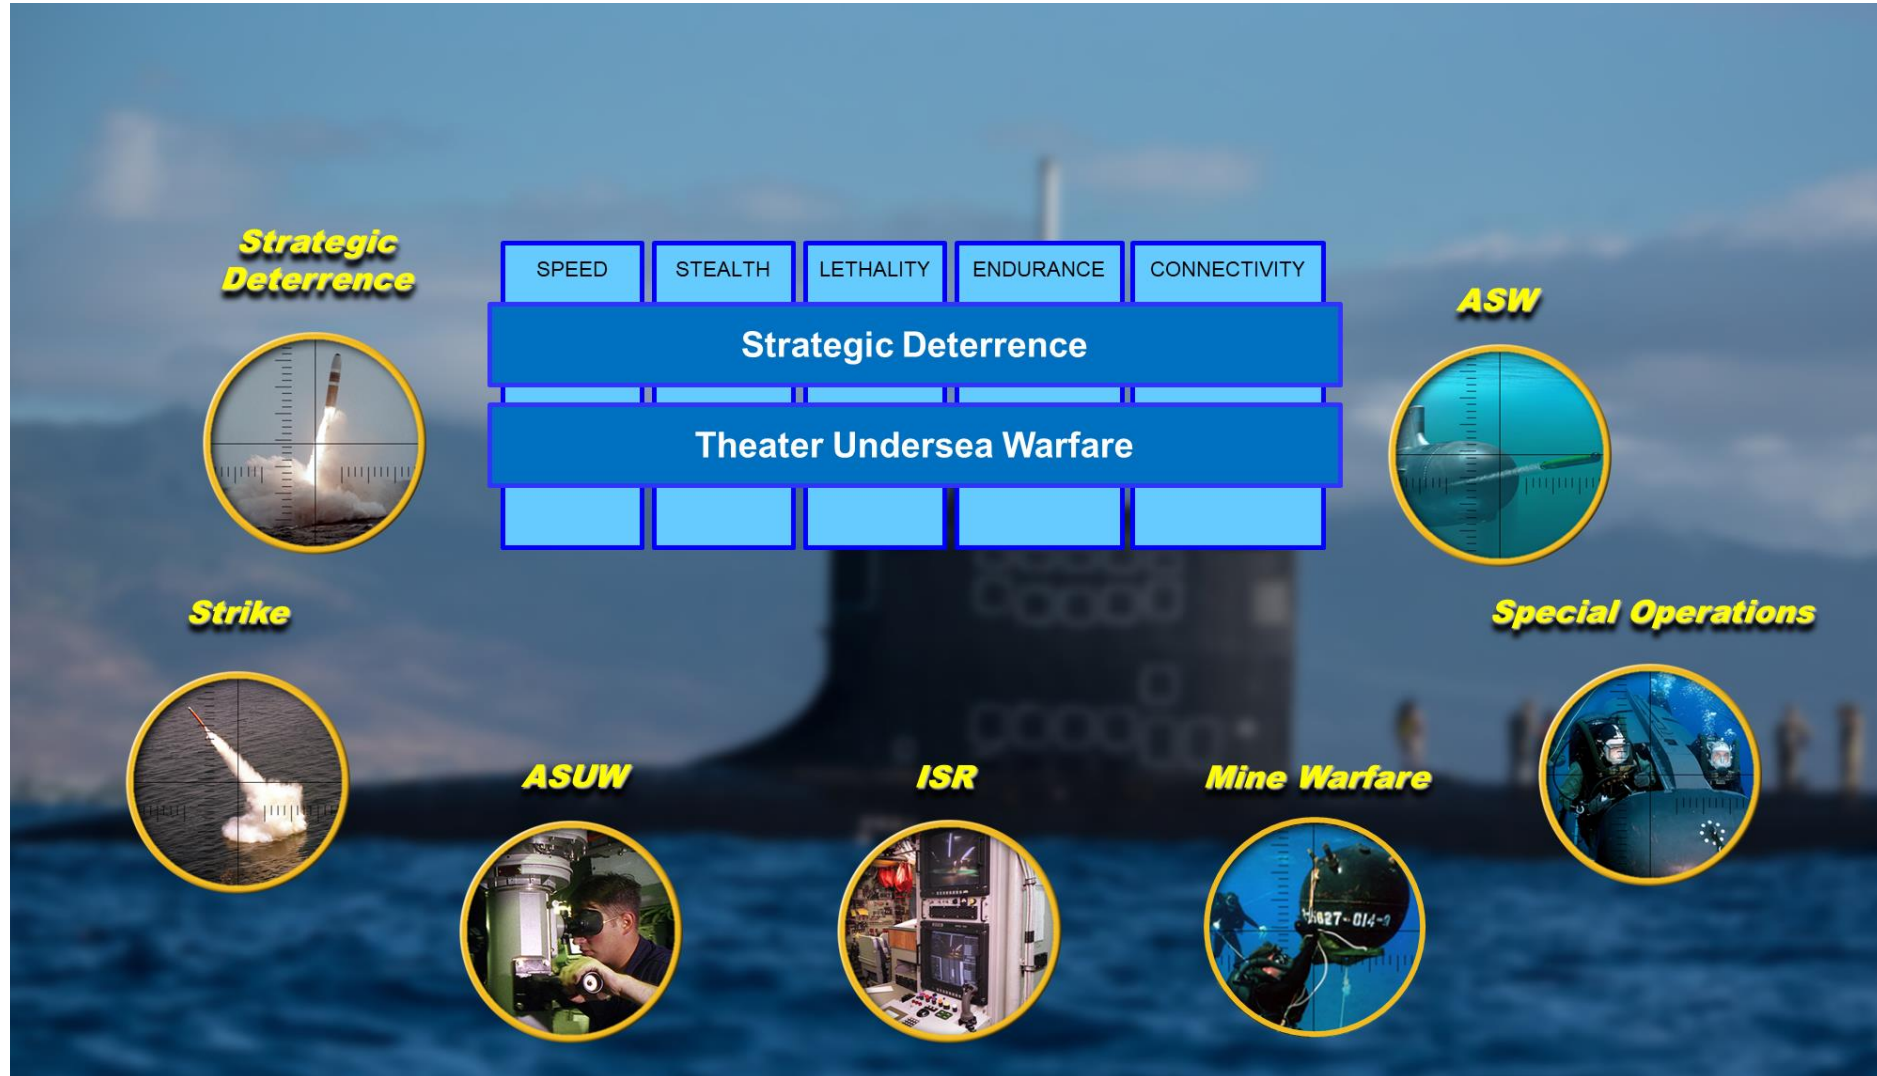 Strategic
Deterrence
SPEED
STEALTH
LETHALITY
ENDURANCE
CONNECTIVITY
Strategic Deterrence
Theater Undersea Warfare
ASW
Strike
Special Operations
ASUW
ISR
Mine Warfare